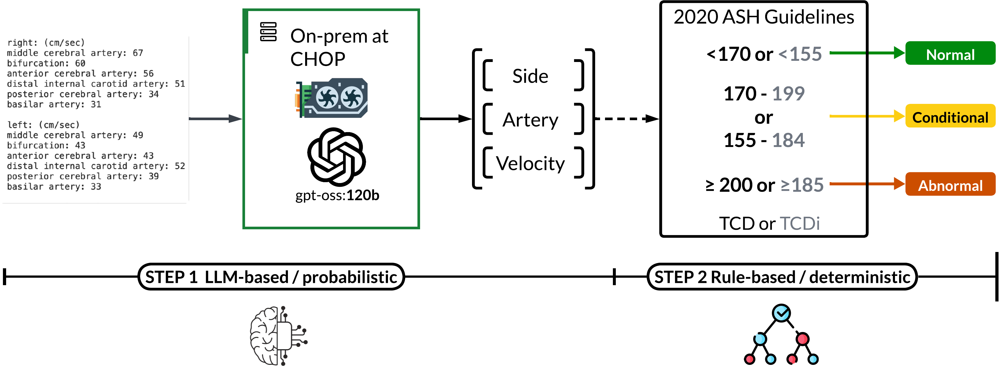 right: (cm/sec)
middle cerebral artery: 67
bifurcation: 60
anterior cerebral artery: 56
distal internal carotid artery: 51
posterior cerebral artery: 34
basilar artery: 31
left: (cm/sec)
middle cerebral artery: 49
bifurcation: 43
anterior cerebral artery: 43
distal internal carotid artery: 52
posterior cerebral artery: 39
basilar artery: 33
On-prem at
CHOP
gpt-oss:120b
Side
Artery
Velocity
2020 ASH Guidelines
<170 or <155
170 - 199
or
155 - 184
≥ 200 or ≥185
TCD or TCDi
Normal
Conditional
Abnormal
STEP 1 LLM-based / probabilistic
STEP 2 Rule-based / deterministic